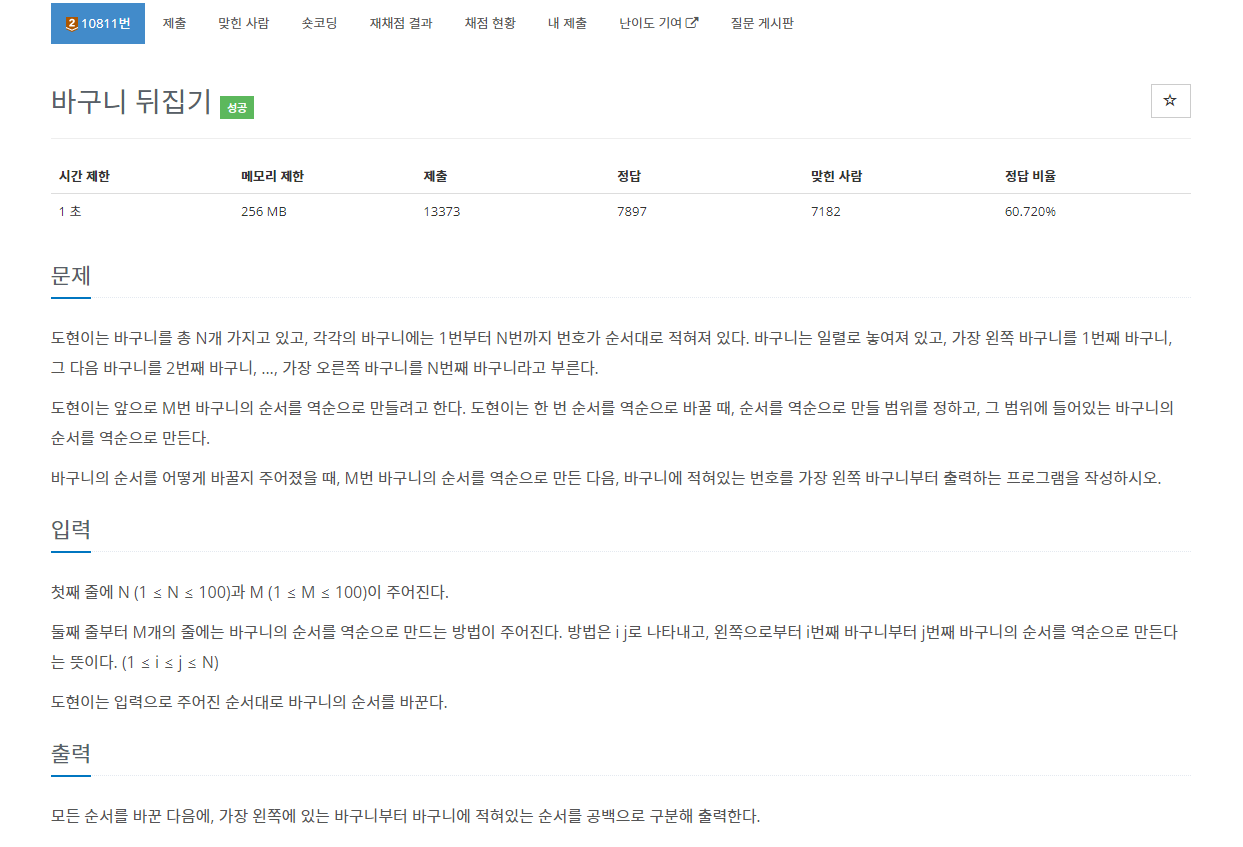 2 10811번 제출 맞힌 사람 숏코딩 재채점 결과 채점 현황 내 제출 난이도 기여 질문 게시판
바구니 뒤집기 성공
시간 제한 메모리 제한 제출 정답 맞힌 사람 정답 비율
1 초 256 MB 13373 7897 7182 60.720%
문제
도현이는 바구니를 총 N개 가지고 있고, 각각의 바구니에는 1번부터 N번까지 번호가 순서대로 적혀져 있다. 바구니는 일렬로 놓여져 있고, 가장 왼쪽 바구니를 1번째 바구니,
그 다음 바구니를 2번째 바구니, ..., 가장 오른쪽 바구니를 N번째 바구니라고 부른다.
도현이는 앞으로 M번 바구니의 순서를 역순으로 만들려고 한다. 도현이는 한 번 순서를 역순으로 바꿀 때, 순서를 역순으로 만들 범위를 정하고, 그 범위에 들어있는 바구니의
순서를 역순으로 만든다.
바구니의 순서를 어떻게 바꿀지 주어졌을 때, M번 바구니의 순서를 역순으로 만든 다음, 바구니에 적혀있는 번호를 가장 왼쪽 바구니부터 출력하는 프로그램을 작성하시오.
입력
첫째 줄에 N (1 ≤ N ≤ 100)과 M (1 ≤ M ≤ 100)이 주어진다.
둘째 줄부터 M개의 줄에는 바구니의 순서를 역순으로 만드는 방법이 주어진다. 방법은 i j로 나타내고, 왼쪽으로부터 i번째 바구니부터 j번째 바구니의 순서를 역순으로 만든다
는 뜻이다. (1 ≤ i ≤ j ≤ N)
도현이는 입력으로 주어진 순서대로 바구니의 순서를 바꾼다.
출력
모든 순서를 바꾼 다음에, 가장 왼쪽에 있는 바구니부터 바구니에 적혀있는 순서를 공백으로 구분해 출력한다.